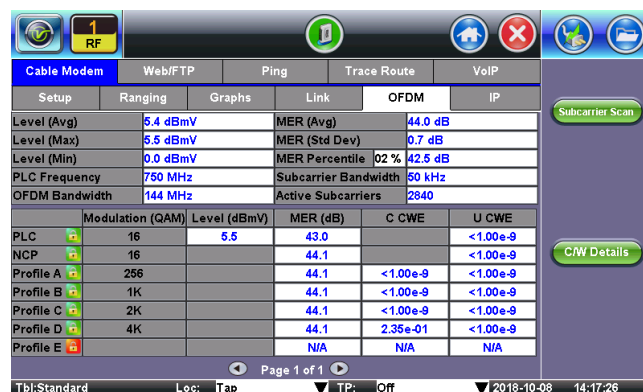 1
RF
Cable Modem Web/FTP Ping Trace Route VoIP
Setup Ranging Graphs Link OFDM IP
Subcarrier Scan
Level (Avg) 5.4 dBmV MER (Avg) 44.0 dB
Level (Max) 5.5 dBmV MER (Std Dev) 0.7 dB
Level (Min) 0.0 dBmV MER Percentile 02 % 42.5 dB
PLC Frequency 750 MHz Subcarrier Bandwidth 50 kHz
OFDM Bandwidth 144 MHz Active Subcarriers 2840
Modulation (QAM) Level (dBmV) MER (dB) C CWE U CWE
PLC 16 5.5 43.0 <1.00e-9
NCP 16 44.1 <1.00e-9
C/W Details
Profile A 256 44.1 <1.00e-9 <1.00e-9
Profile B 1K 44.1 <1.00e-9 <1.00e-9
Profile C 2K 44.1 <1.00e-9 <1.00e-9
Profile D 4K 44.1 2.35e-01 <1.00e-9
Profile E N/A N/A N/A
Page 1 of 1
Tbl:Standard Loc: Tap TP: Off 2018-10-08 14:17:26